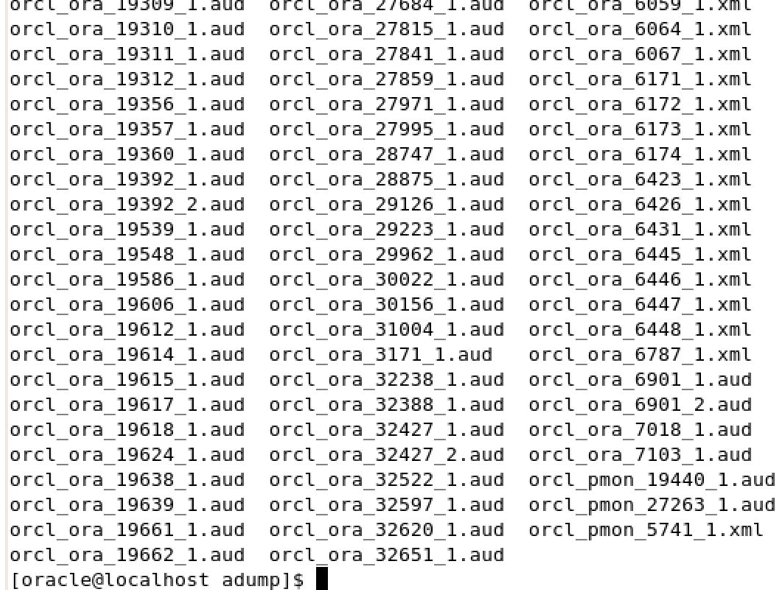 orcl_ora_19309_1.aud orcl_ora_27684_1.aud orcl_ora_6059_1.xml
orcl_ora_19310_1.aud orcl_ora_27815_1.aud orcl_ora_6064_1.xml
orcl_ora_19311_1.aud orcl_ora_27841_1.aud orcl_ora_6067_1.xml
orcl_ora_19312_1.aud orcl_ora_27859_1.aud orcl_ora_6171_1.xml
orcl_ora_19356_1.aud orcl_ora_27971_1.aud orcl_ora_6172_1.xml
orcl_ora_19357_1.aud orcl_ora_27995_1.aud orcl_ora_6173_1.xml
orcl_ora_19360_1.aud orcl_ora_28747_1.aud orcl_ora_6174_1.xml
orcl_ora_19392_1.aud orcl_ora_28875_1.aud orcl_ora_6423_1.xml
orcl_ora_19392_2.aud orcl_ora_29126_1.aud orcl_ora_6426_1.xml
orcl_ora_19539_1.aud orcl_ora_29223_1.aud orcl_ora_6431_1.xml
orcl_ora_19548_1.aud orcl_ora_29962_1.aud orcl_ora_6445_1.xml
orcl_ora_19586_1.aud orcl_ora_30022_1.aud orcl_ora_6446_1.xml
orcl_ora_19606_1.aud orcl_ora_30156_1.aud orcl_ora_6447_1.xml
orcl_ora_19612_1.aud orcl_ora_31004_1.aud orcl_ora_6448_1.xml
orcl_ora_19614_1.aud orcl_ora_3171_1.aud orcl_ora_6787_1.xml
orcl_ora_19615_1.aud orcl_ora_32238_1.aud orcl_ora_6901_1.aud
orcl_ora_19617_1.aud orcl_ora_32388_1.aud orcl_ora_6901_2.aud
orcl_ora_19618_1.aud orcl_ora_32427_1.aud orcl_ora_7018_1.aud
orcl_ora_19624_1.aud orcl_ora_32427_2.aud orcl_ora_7103_1.aud
orcl_ora_19638_1.aud orcl_ora_32522_1.aud orcl_pmon_19440_1.aud
orcl_ora_19639_1.aud orcl_ora_32597_1.aud orcl_pmon_27263_1.aud
orcl_ora_19661_1.aud orcl_ora_32620_1.aud orcl_pmon_5741_1.xml
orcl_ora_19662_1.aud orcl_ora_32651_1.aud
[oracle@localhost adump]$